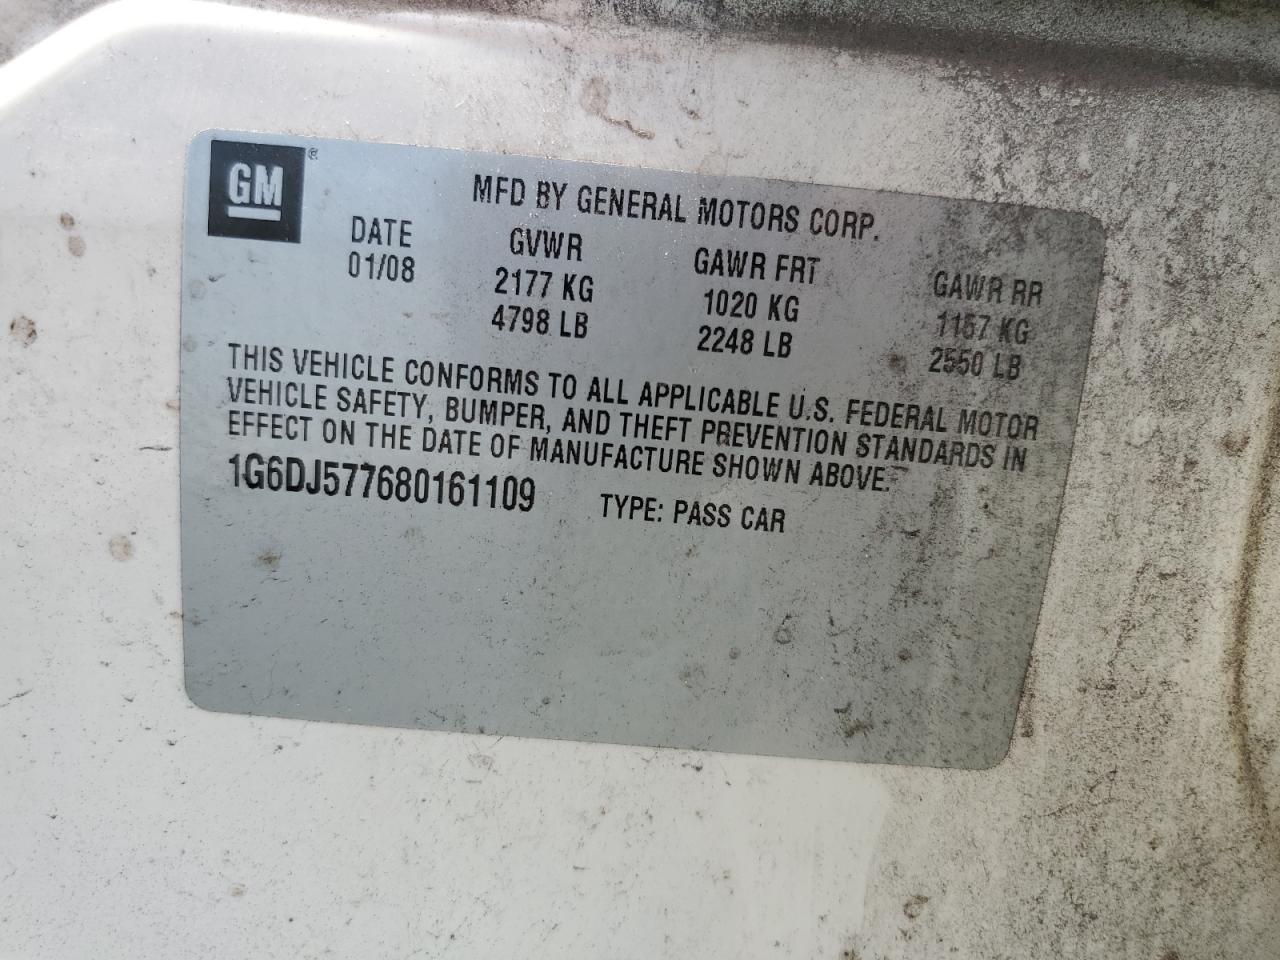 GM ®
MFD BY GENERAL MOTORS CORP.
DATE GVWR GAWR FRT GAWR RR
01/08 2177 KG 1020 KG 1157 KG
4798 LB 2248 LB 2550 LB
THIS VEHICLE CONFORMS TO ALL APPLICABLE U.S. FEDERAL MOTOR
VEHICLE SAFETY, BUMPER, AND THEFT PREVENTION STANDARDS IN
EFFECT ON THE DATE OF MANUFACTURE SHOWN ABOVE.
1G6DJ577680161109 TYPE: PASS CAR